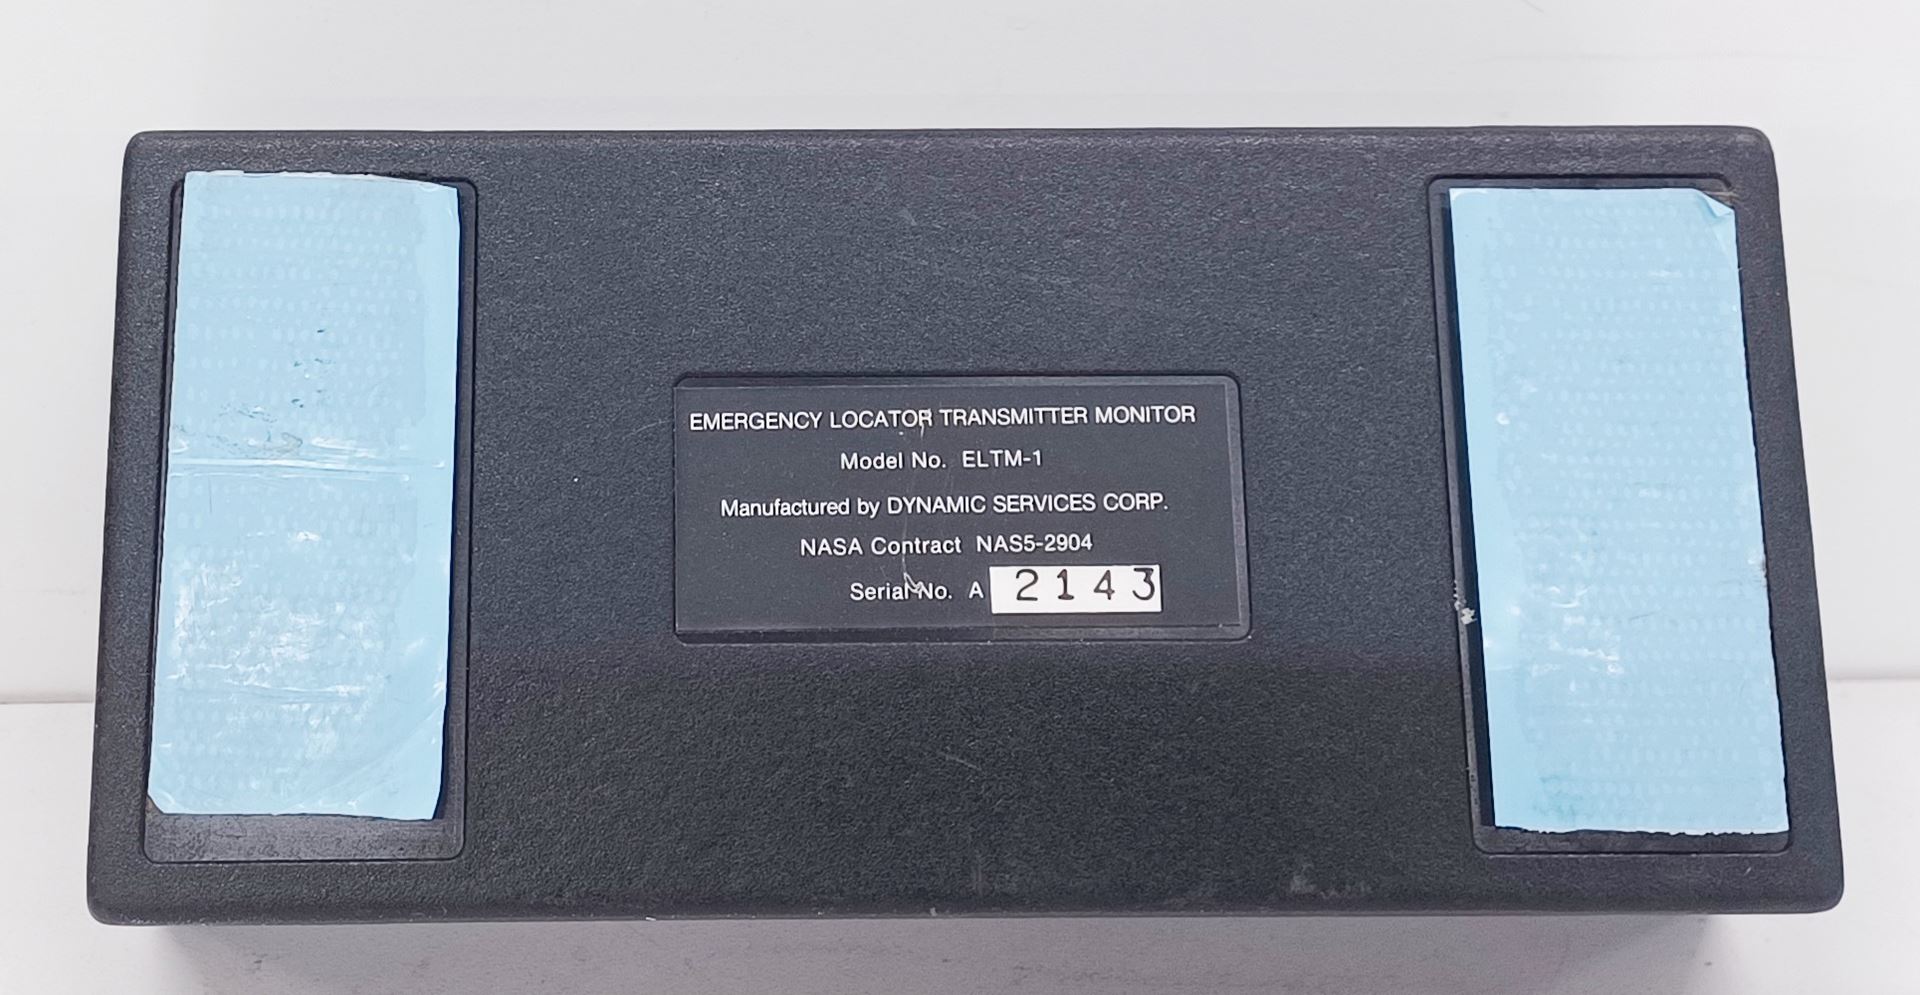 EMERGENCY LOCATOR TRANSMITTER MONITOR
Model No. ELTM-1
Manufactured by DYNAMIC SERVICES CORP.
NASA Contract NAS5-2904
Serial No. A 2143